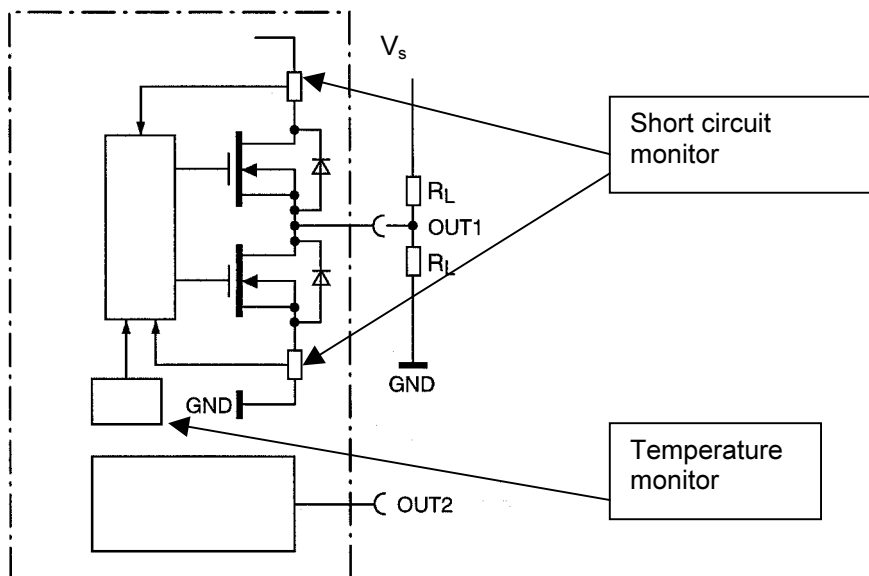 Vs
Short circuit
monitor
RL
OUT1
RL
GND
GND
Temperature
monitor
OUT2